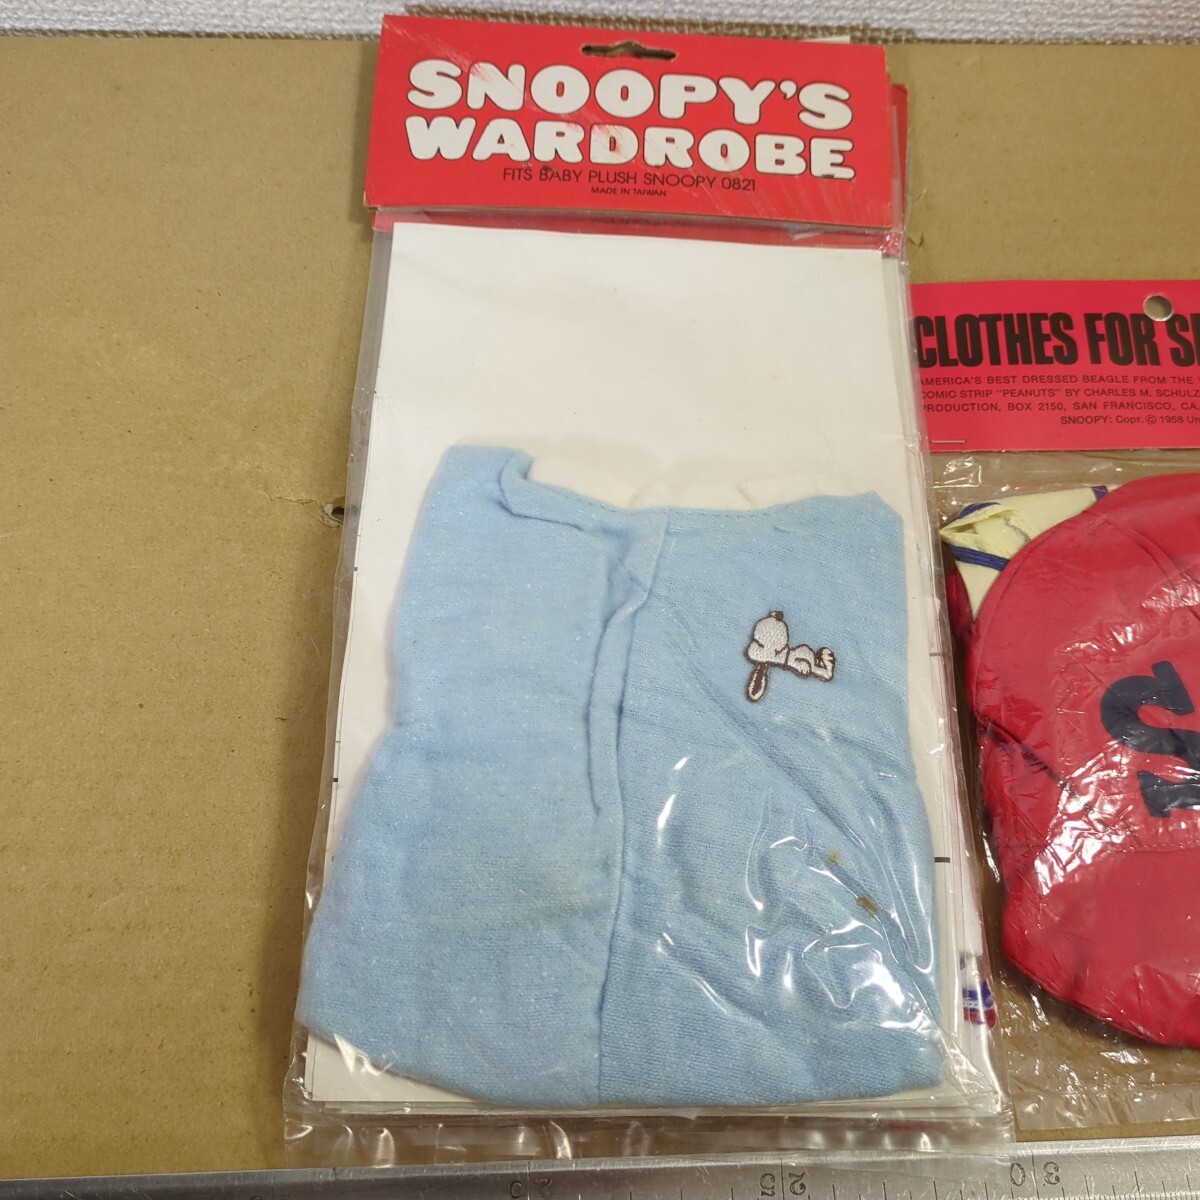 SNOOPY'S
WARDROBE
FITS BABY PLUSH SNOOPY 0821
MADE IN TAIWAN
CLOTHES FOR
AMERICA'S BEST DRESSED BEAGLE FROM THE
COMIC STRIP "PEANUTS" BY CHARLES M. SCHULZ
PRODUCTION, BOX 2150, SAN FRANCISCO, CA.
SNOOPY: Copr. © 1958
S